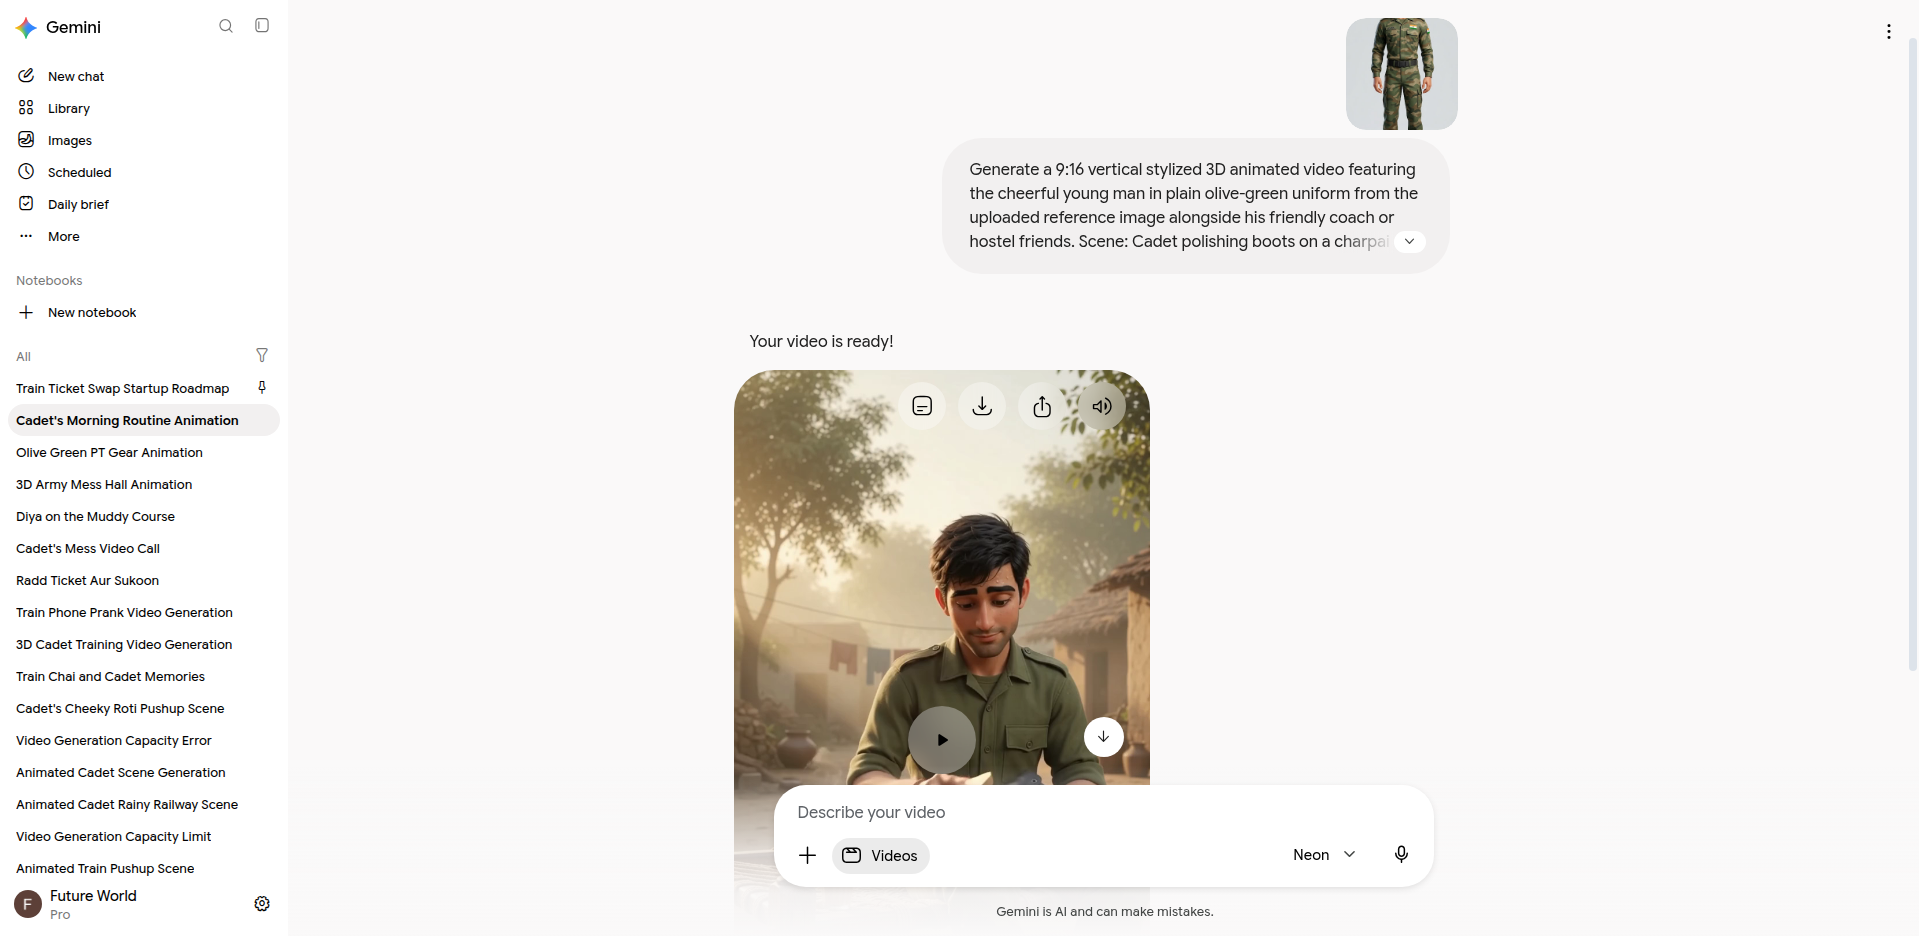 Gemini
New chat
Library
Images
Scheduled
Daily brief
More
Notebooks
New notebook
All
Train Ticket Swap Startup Roadmap
Cadet's Morning Routine Animation
Olive Green PT Gear Animation
3D Army Mess Hall Animation
Diya on the Muddy Course
Cadet's Mess Video Call
Radd Ticket Aur Sukoon
Train Phone Prank Video Generation
3D Cadet Training Video Generation
Train Chai and Cadet Memories
Cadet's Cheeky Roti Pushup Scene
Video Generation Capacity Error
Animated Cadet Scene Generation
Animated Cadet Rainy Railway Scene
Video Generation Capacity Limit
Animated Train Pushup Scene
F
Future World
Pro
Generate a 9:16 vertical stylized 3D animated video featuring
the cheerful young man in plain olive-green uniform from the
uploaded reference image alongside his friendly coach or
hostel friends. Scene: Cadet polishing boots on a charpai
Your video is ready!
Describe your video
Videos
Neon
Gemini is AI and can make mistakes.